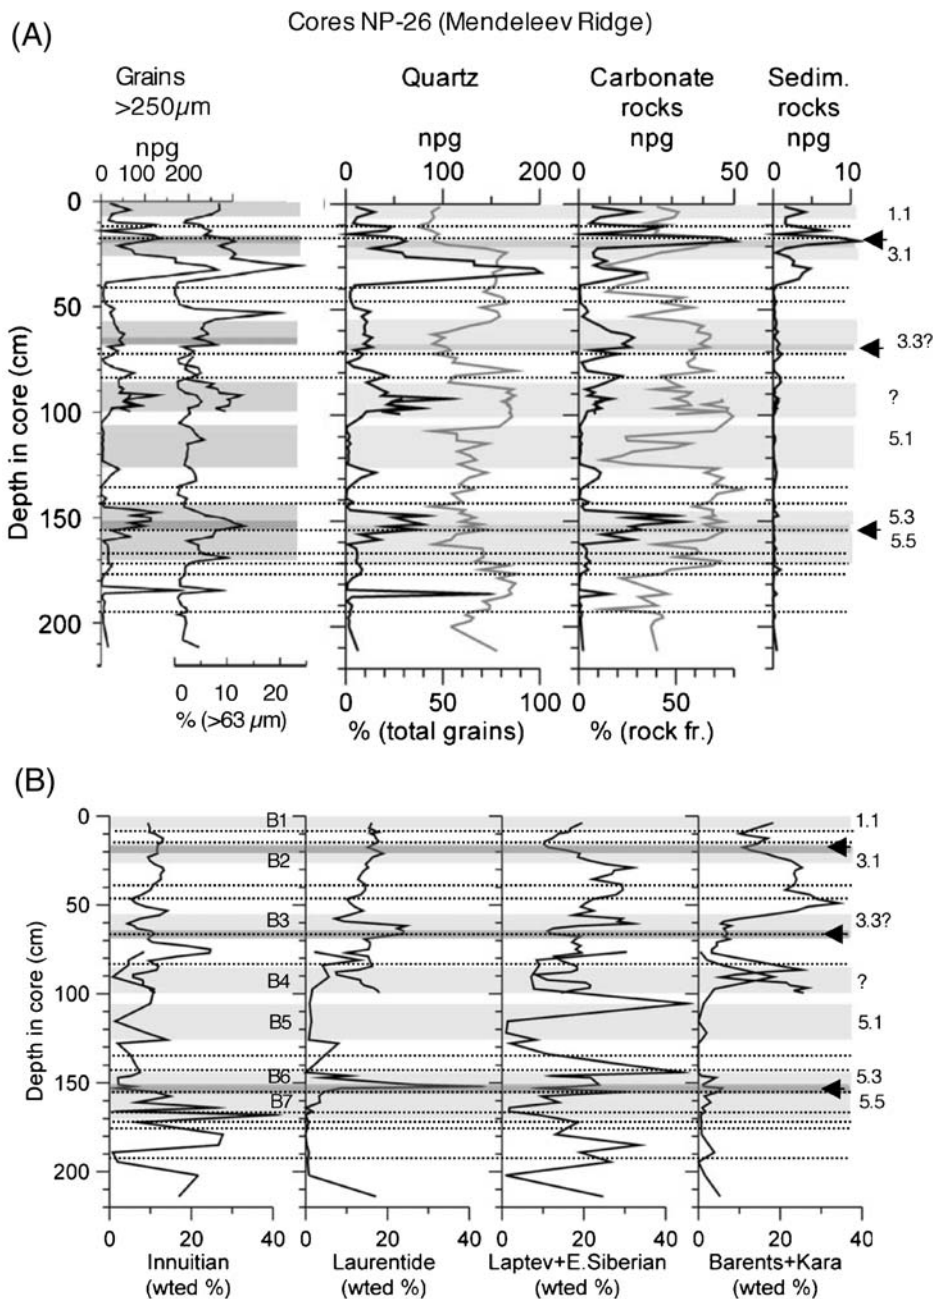 Cores NP-26 (Mendeleev Ridge)
(A)
Grains
>250μm
Quartz
Carbonate
rocks
Sedim.
rocks
npg
npg
npg
npg
0 100 200
0 100 200
0 50
0 10
0
50
100
150
200
Depth in core (cm)
1.1
3.1
3.3?
?
5.1
5.3
5.5
0 10 20
% (>63 μm)
0 50 100
% (total grains)
0 50
% (rock fr.)
(B)
0
50
100
150
200
Depth in core (cm)
B1
B2
B3
B4
B5
B6
B7
1.1
3.1
3.3?
?
5.1
5.3
5.5
0 20 40
0 20 40
0 20 40
0 20 40
Innuitian
(wted %)
Laurentide
(wted %)
Laptev+E.Siberian
(wted %)
Barents+Kara
(wted %)